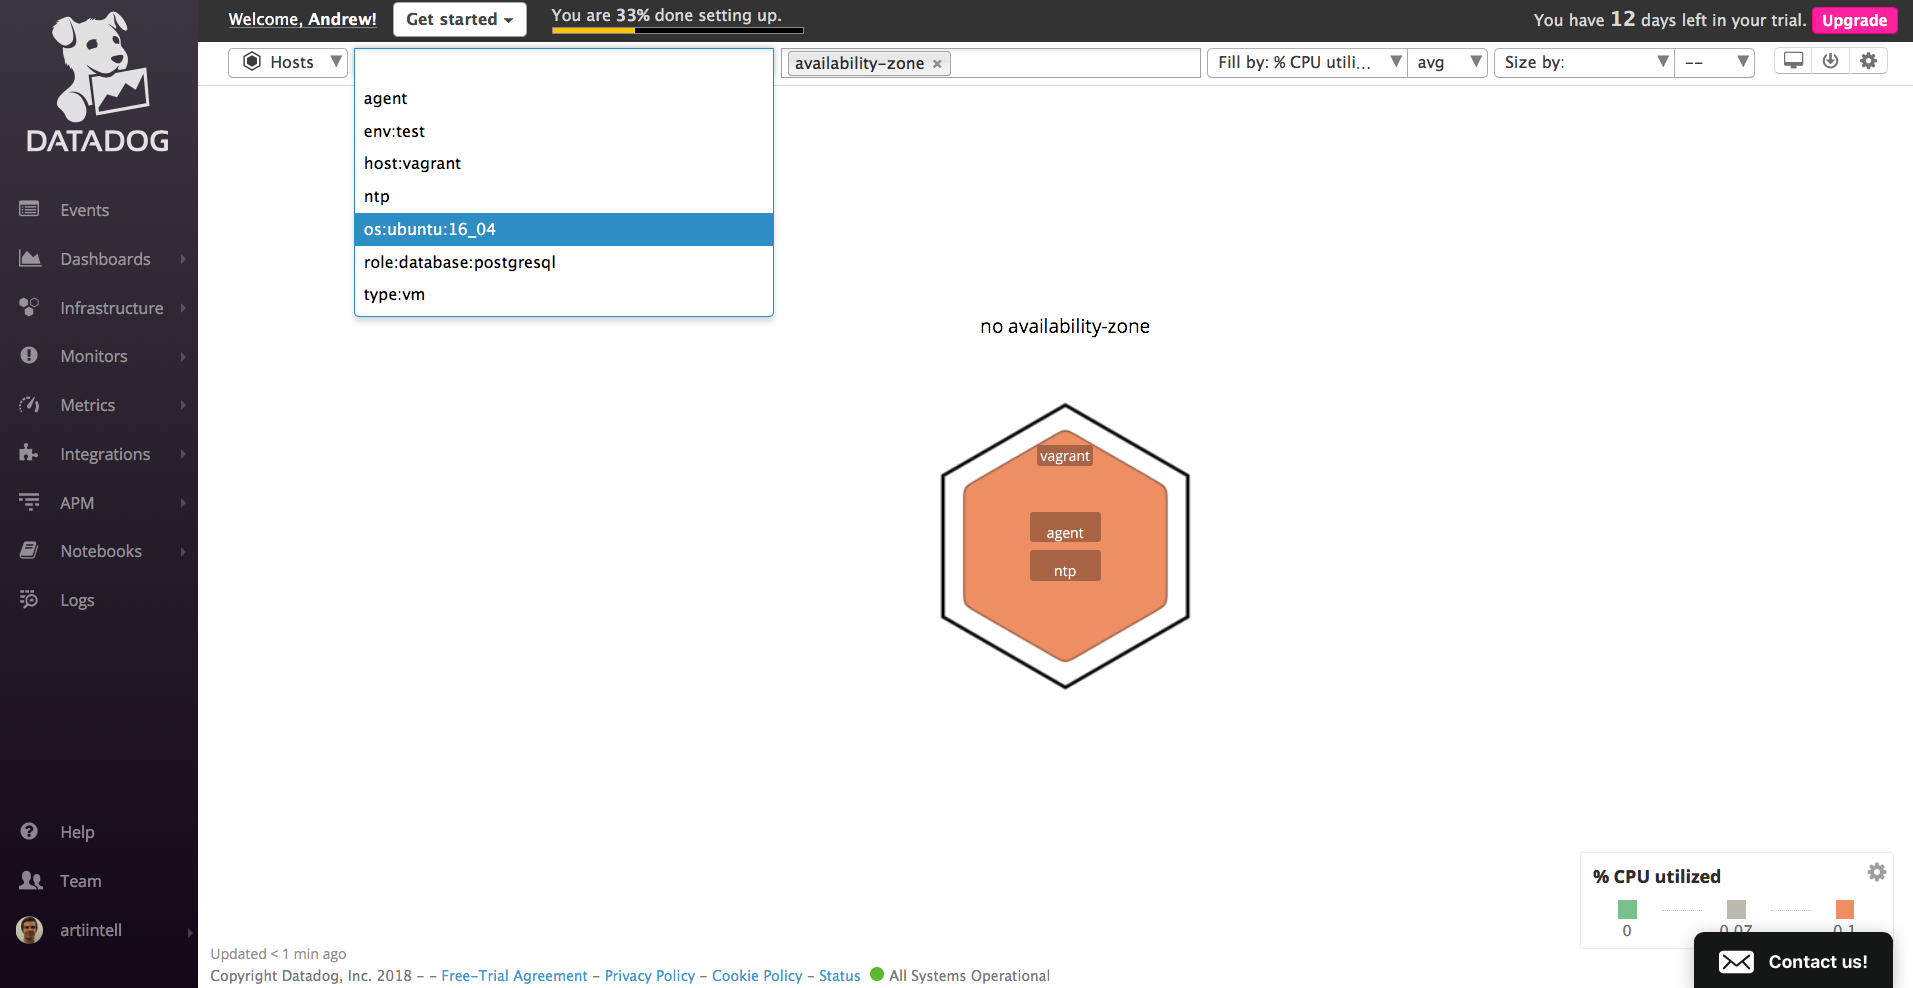 Welcome, Andrew!
Get started
You are 33% done setting up.
You have 12 days left in your trial.
Upgrade
DATADOG
Events
Dashboards
Infrastructure
Monitors
Metrics
Integrations
APM
Notebooks
Logs
Help
Team
artiintell
Hosts
availability-zone ×
Fill by: % CPU utili...
avg
Size by:
--
agent
env:test
host:vagrant
ntp
os:ubuntu:16_04
role:database:postgresql
type:vm
no availability-zone
vagrant
agent
ntp
% CPU utilized
0
0.07
0.1
Contact us!
Updated < 1 min ago
Copyright Datadog, Inc. 2018 – – Free-Trial Agreement – Privacy Policy – Cookie Policy – Status All Systems Operational